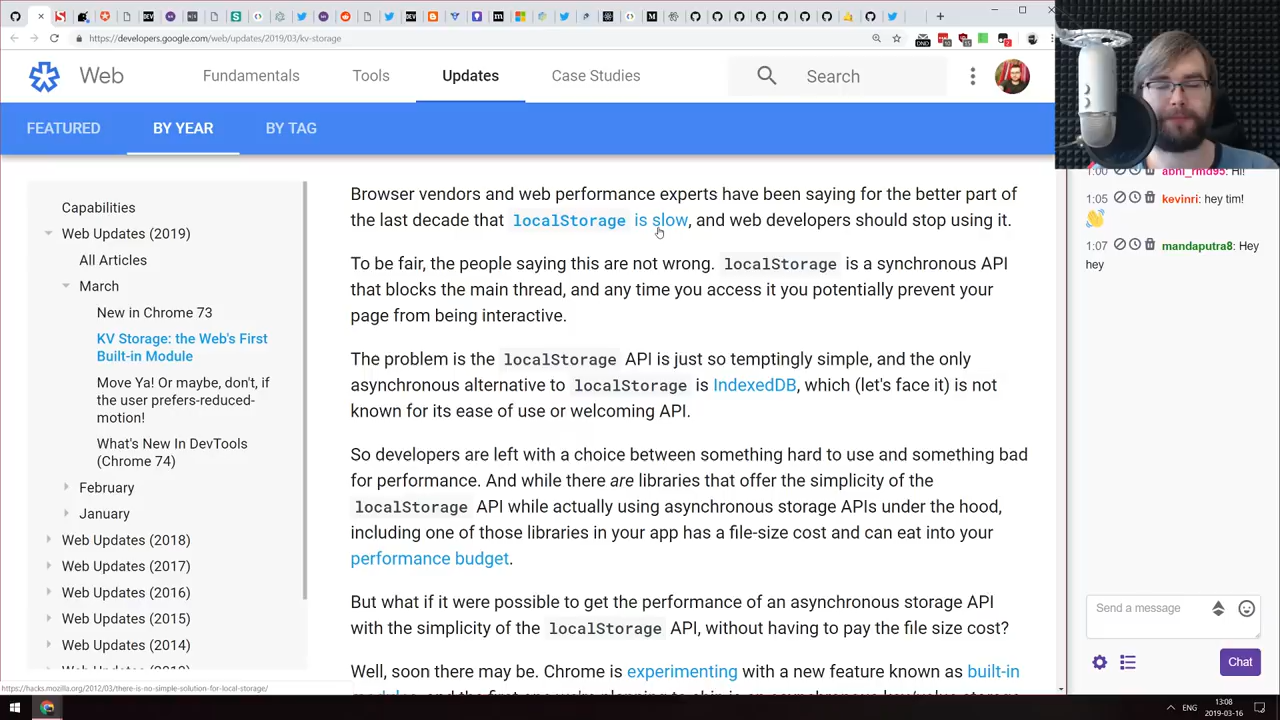 https://developers.google.com/web/updates/2019/03/kv-storage
Web
Fundamentals
Tools
Updates
Case Studies
Search
FEATURED
BY YEAR
BY TAG
Capabilities
Web Updates (2019)
All Articles
March
New in Chrome 73
KV Storage: the Web's First
Built-in Module
Move Ya! Or maybe, don't, if
the user prefers-reduced-
motion!
What's New In DevTools
(Chrome 74)
February
January
Web Updates (2018)
Web Updates (2017)
Web Updates (2016)
Web Updates (2015)
Web Updates (2014)
Browser vendors and web performance experts have been saying for the better part of
the last decade that localStorage is slow, and web developers should stop using it.
To be fair, the people saying this are not wrong. localStorage is a synchronous API
that blocks the main thread, and any time you access it you potentially prevent your
page from being interactive.
The problem is the localStorage API is just so temptingly simple, and the only
asynchronous alternative to localStorage is IndexedDB, which (let's face it) is not
known for its ease of use or welcoming API.
So developers are left with a choice between something hard to use and something bad
for performance. And while there are libraries that offer the simplicity of the
localStorage API while actually using asynchronous storage APIs under the hood,
including one of those libraries in your app has a file-size cost and can eat into your
performance budget.
But what if it were possible to get the performance of an asynchronous storage API
with the simplicity of the localStorage API, without having to pay the file size cost?
Well, soon there may be. Chrome is experimenting with a new feature known as built-in
https://hacks.mozilla.org/2012/03/there-is-no-simple-solution-for-local-storage/
1:00 abhi_rmd95: Hi!
1:05 kevinri: hey tim!
1:07 mandaputra8: Hey
hey
Send a message
Chat
ENG
13:08
2019-03-16